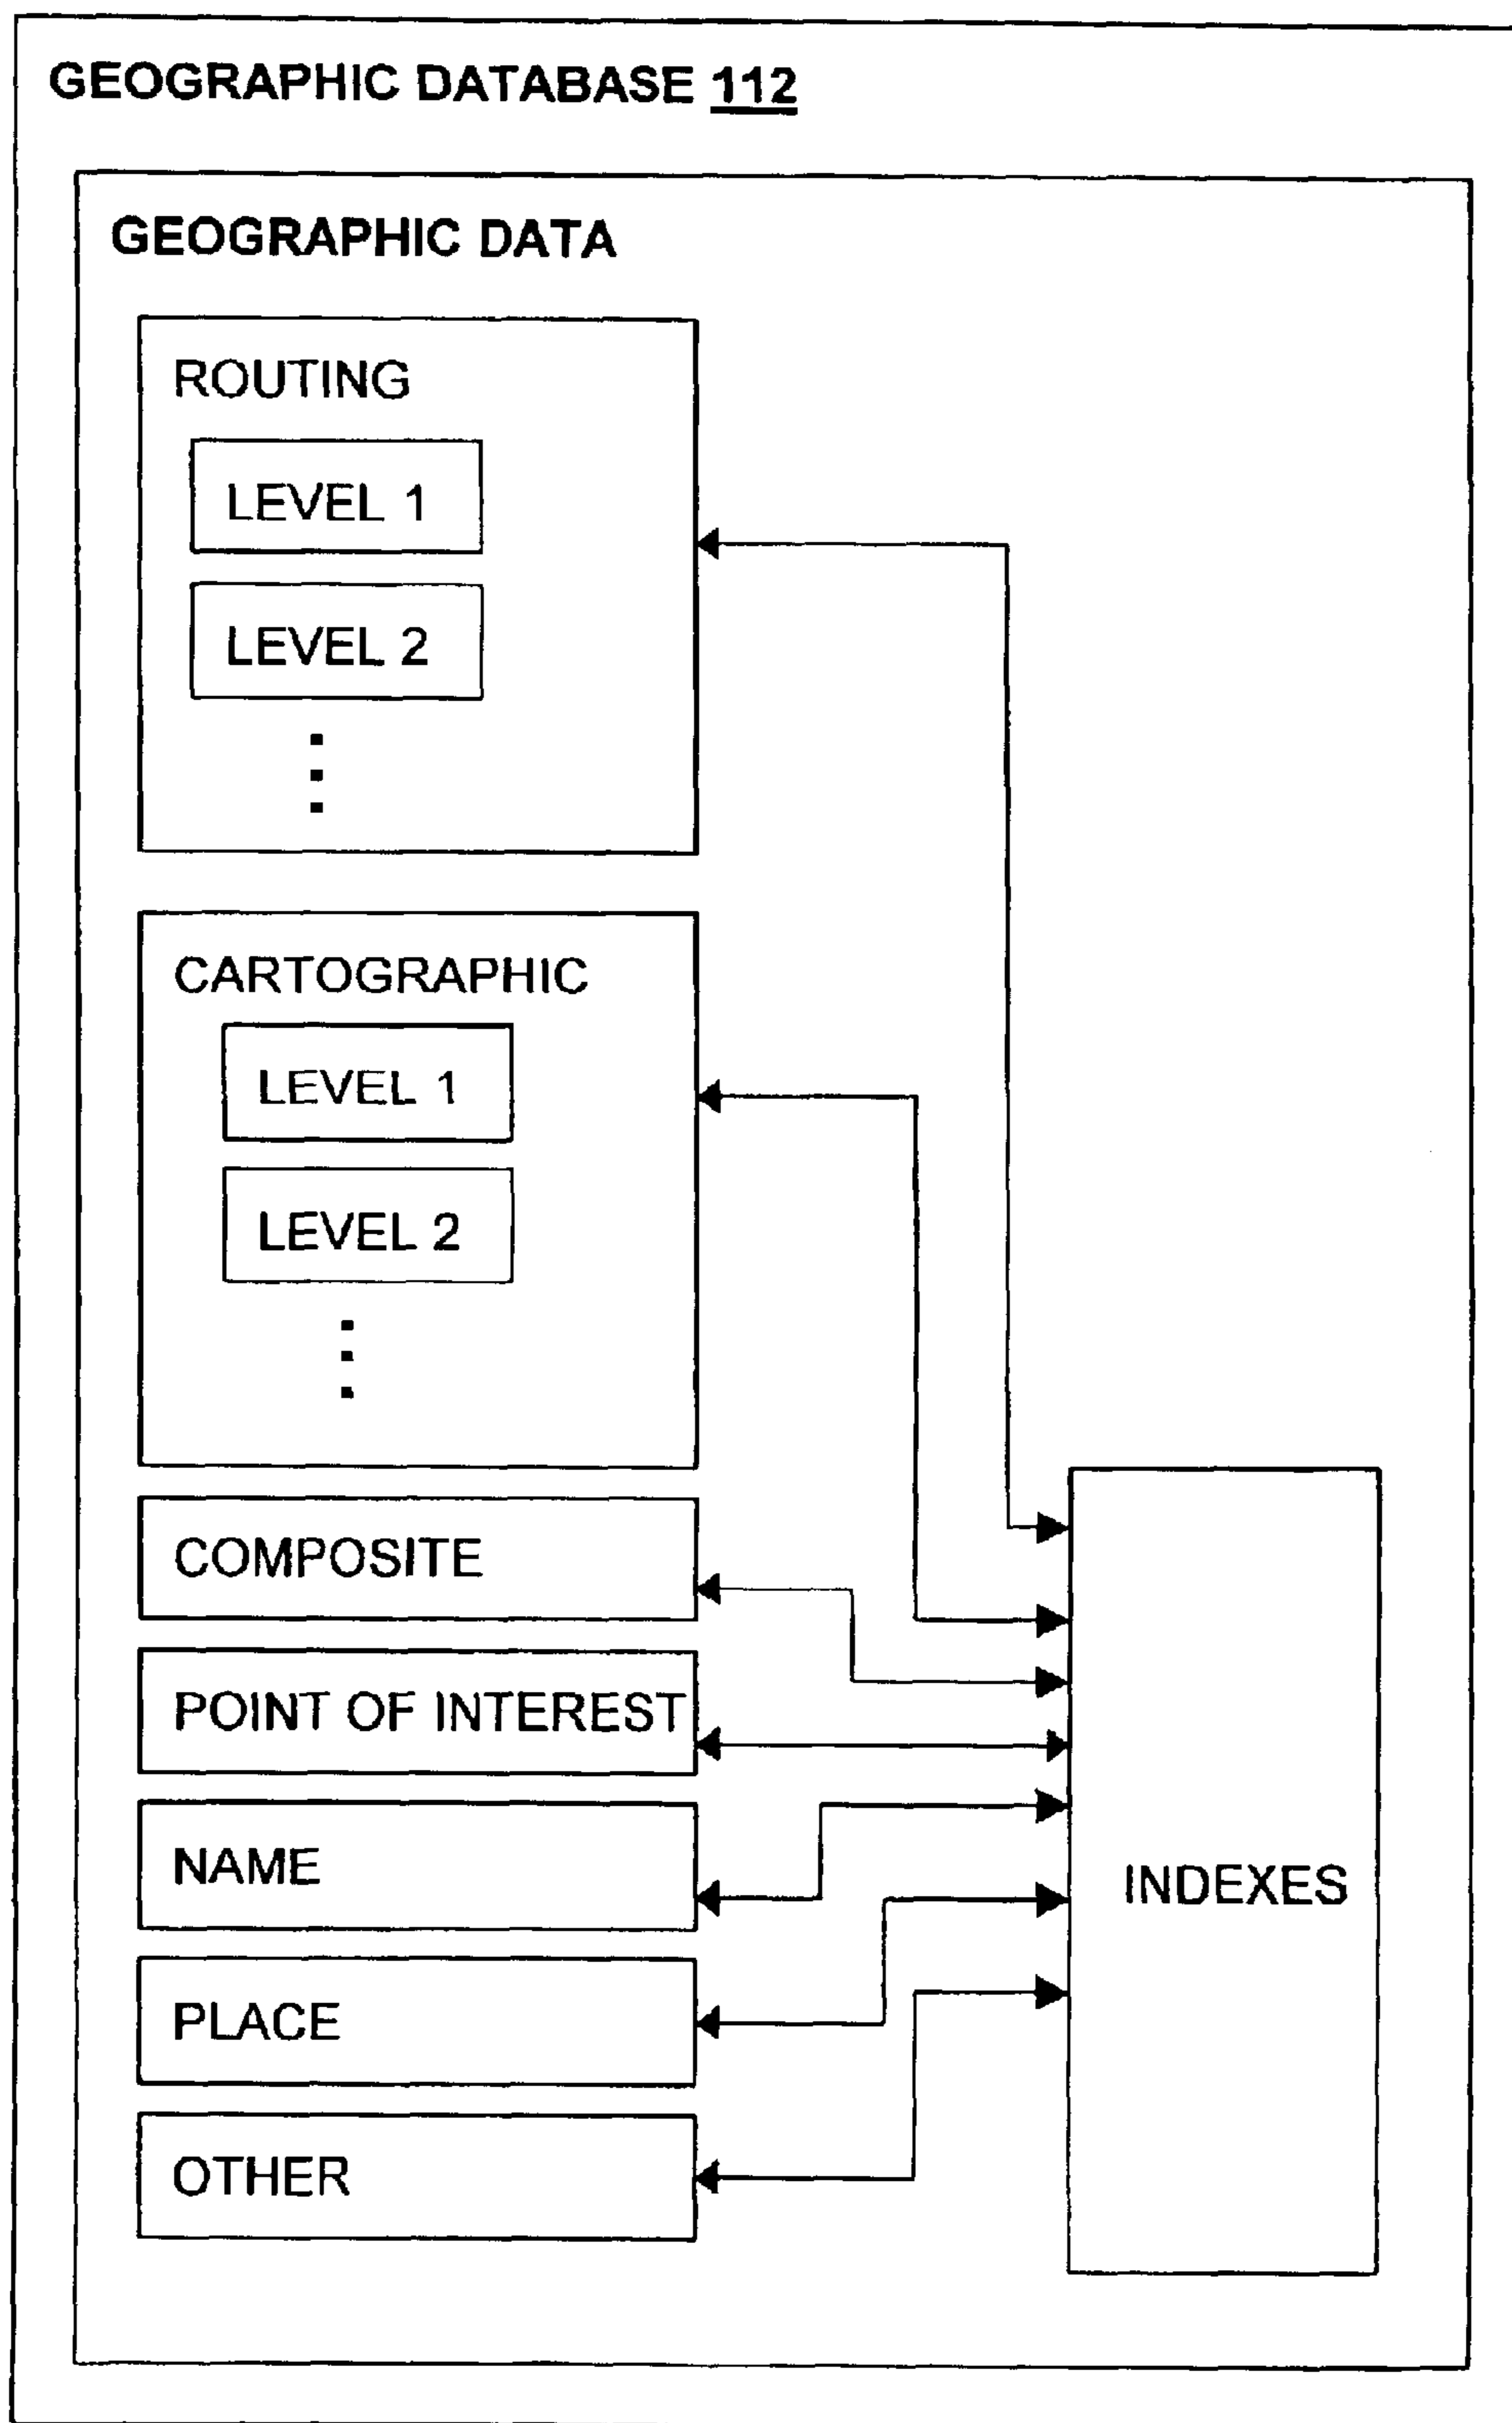 GEOGRAPHIC DATABASE 112
GEOGRAPHIC DATA
ROUTING
LEVEL 1
LEVEL 2
CARTOGRAPHIC
LEVEL 1
LEVEL 2
COMPOSITE
POINT OF INTEREST
NAME
PLACE
OTHER
INDEXES